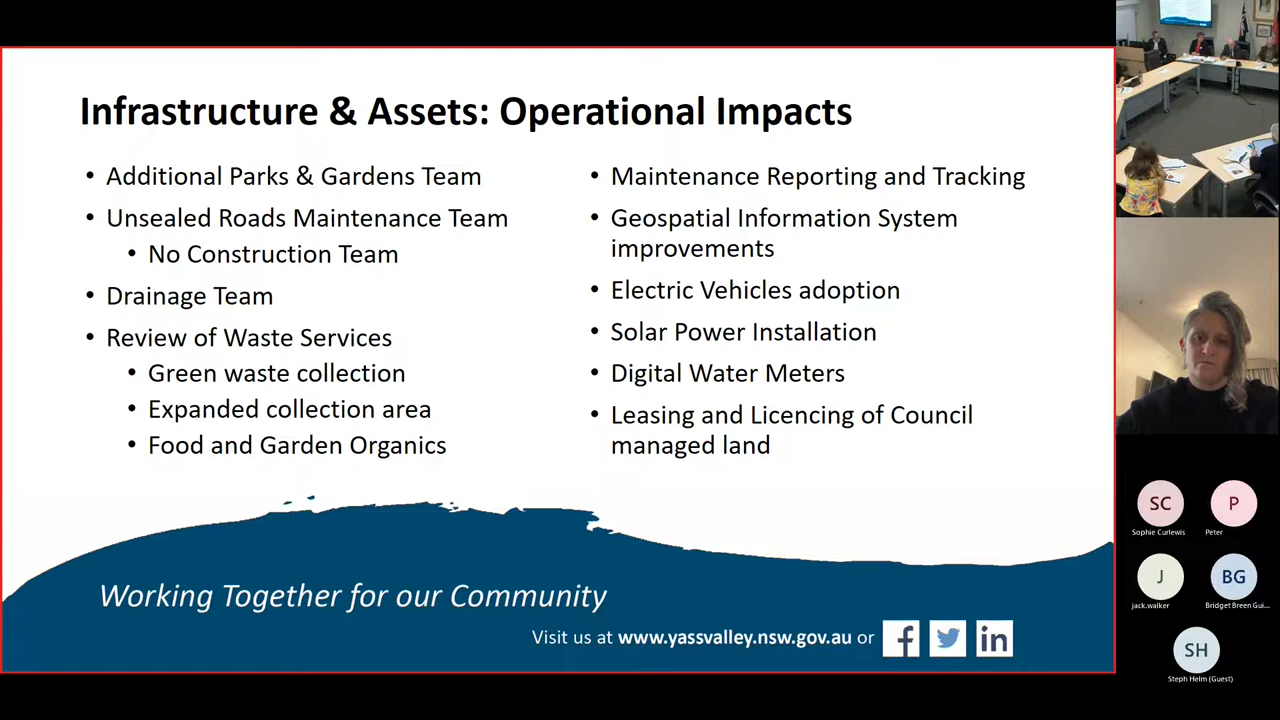 Infrastructure & Assets: Operational Impacts
• Additional Parks & Gardens Team
• Unsealed Roads Maintenance Team
• No Construction Team
• Drainage Team
• Review of Waste Services
• Green waste collection
• Expanded collection area
• Food and Garden Organics
• Maintenance Reporting and Tracking
• Geospatial Information System
improvements
• Electric Vehicles adoption
• Solar Power Installation
• Digital Water Meters
• Leasing and Licencing of Council
managed land
Working Together for our Community
Visit us at www.yassvalley.nsw.gov.au or
SC
Sophie Curlewis
P
Peter
J
jack.walker
BG
Bridget Breen Gui...
SH
Steph Helm (Guest)